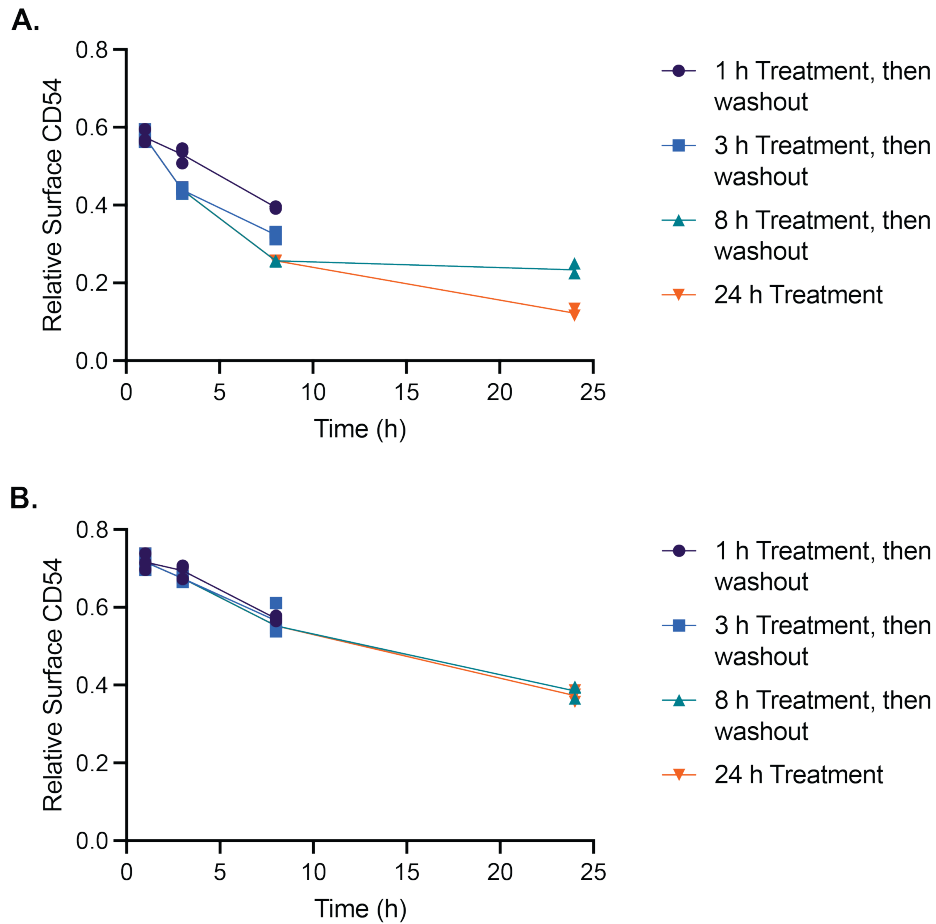 A.
0.8
0.6
0.4
0.2
0.0
Relative Surface CD54
0 5 10 15 20 25
Time (h)
1 h Treatment, then
washout
3 h Treatment, then
washout
8 h Treatment, then
washout
24 h Treatment
B.
0.8
0.6
0.4
0.2
0.0
Relative Surface CD54
0 5 10 15 20 25
Time (h)
1 h Treatment, then
washout
3 h Treatment, then
washout
8 h Treatment, then
washout
24 h Treatment